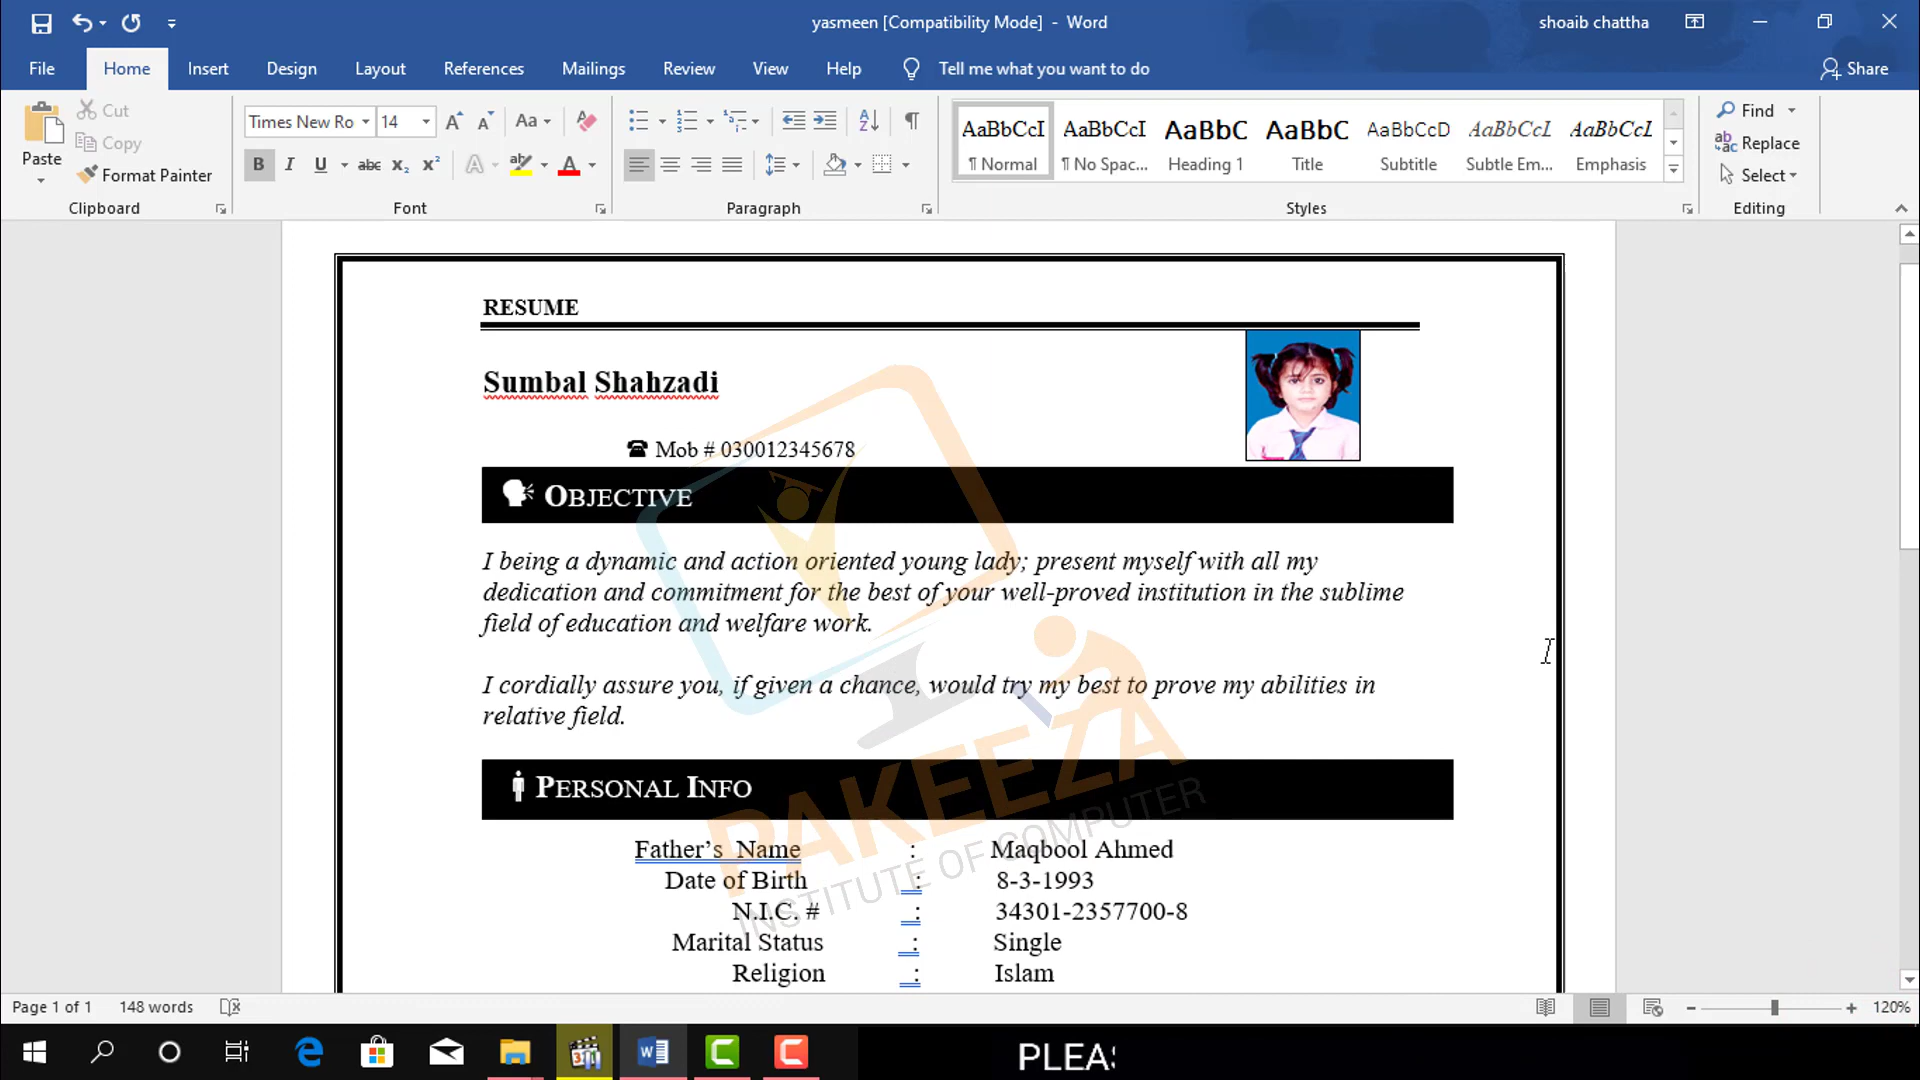 yasmeen [Compatibility Mode] - Word
shoaib chattha
File Home Insert Design Layout References Mailings Review View Help Tell me what you want to do Share
Paste Cut Copy Format Painter Clipboard
Times New Ro 14 Aa
B I U abc X₂ X² A A Font
Paragraph
AaBbCcI AaBbCcI AaBbC AaBbC AaBbCcD AaBbCcI AaBbCcI
¶ Normal ¶ No Spac... Heading 1 Title Subtitle Subtle Em... Emphasis
Styles
Find
Replace
Select
Editing
RESUME
Sumbal Shahzadi
Mob # 030012345678
OBJECTIVE
I being a dynamic and action oriented young lady; present myself with all my
dedication and commitment for the best of your well-proved institution in the sublime
field of education and welfare work.
I cordially assure you, if given a chance, would try my best to prove my abilities in
relative field.
PERSONAL INFO
Father's Name : Maqbool Ahmed
Date of Birth : 8-3-1993
N.I.C. # : 34301-2357700-8
Marital Status : Single
Religion : Islam
PAKEEZA
INSTITUTE OF COMPUTER
Page 1 of 1 148 words 120%
PLEAS